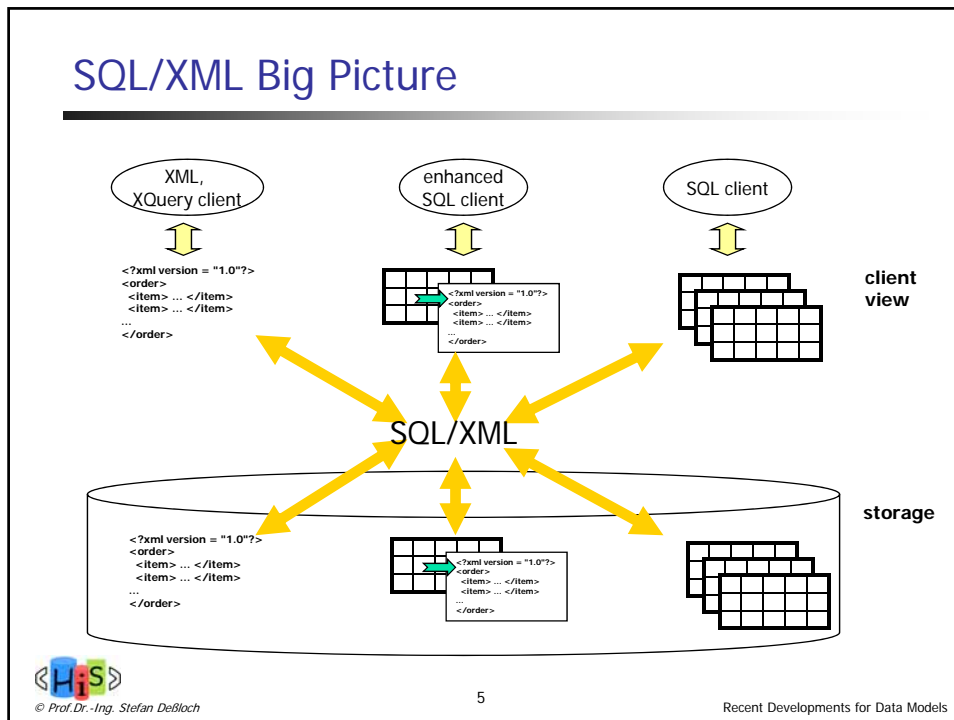 SQL/XML Big Picture
XML,
XQuery client
enhanced
SQL client
SQL client
<?xml version = "1.0"?>
<order>
<item> ... </item>
<item> ... </item>
...
</order>
<?xml version = "1.0"?>
<order>
<item> ... </item>
<item> ... </item>
...
</order>
client
view
SQL/XML
storage
<?xml version = "1.0"?>
<order>
<item> ... </item>
<item> ... </item>
...
</order>
<?xml version = "1.0"?>
<order>
<item> ... </item>
<item> ... </item>
...
</order>
<HiS>
© Prof.Dr.-Ing. Stefan Deßloch
5
Recent Developments for Data Models